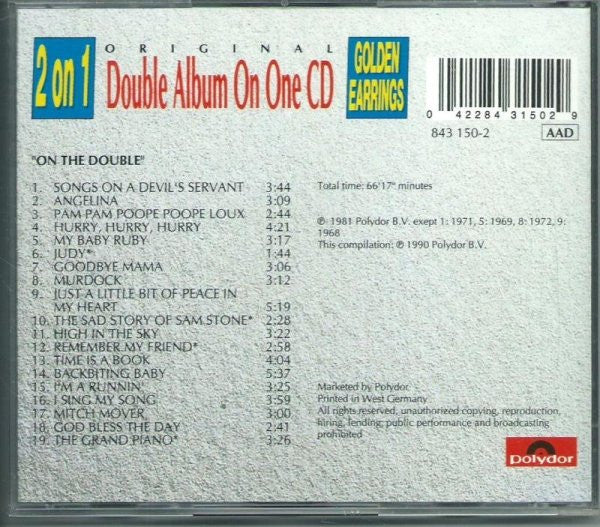 2 on 1
ORIGINAL
Double Album On One CD
GOLDEN
EARRINGS
0 42284 31502 9
843 150-2
AAD
"ON THE DOUBLE"
1. SONGS ON A DEVIL'S SERVANT 3:44
2. ANGELINA 3:09
3. PAM PAM POOPE POOPE LOUX 2:44
4. HURRY, HURRY, HURRY 4:21
5. MY BABY RUBY 3:17
6. JUDY* 1:44
7. GOODBYE MAMA 3:06
8. MURDOCK 3:12
9. JUST A LITTLE BIT OF PEACE IN
MY HEART 5:19
10. THE SAD STORY OF SAM STONE* 2:28
11. HIGH IN THE SKY 3:22
12. REMEMBER MY FRIEND* 2:58
13. TIME IS A BOOK 4:04
14. BACKBITING BABY 5:37
15. I'M A RUNNIN' 3:25
16. I SING MY SONG 3:59
17. MITCH MOVER 3:00
18. GOD BLESS THE DAY 2:41
19. THE GRAND PIANO* 3:26
Total time: 66'17" minutes
℗ 1981 Polydor B.V. exept 1: 1971, 5: 1969, 8: 1972, 9:
1968
This compilation: ℗ 1990 Polydor B.V.
Marketed by Polydor
Printed in West Germany
All rights reserved, unauthorized copying, reproduction,
hiring, lending, public performance and broadcasting
prohibited
polydor